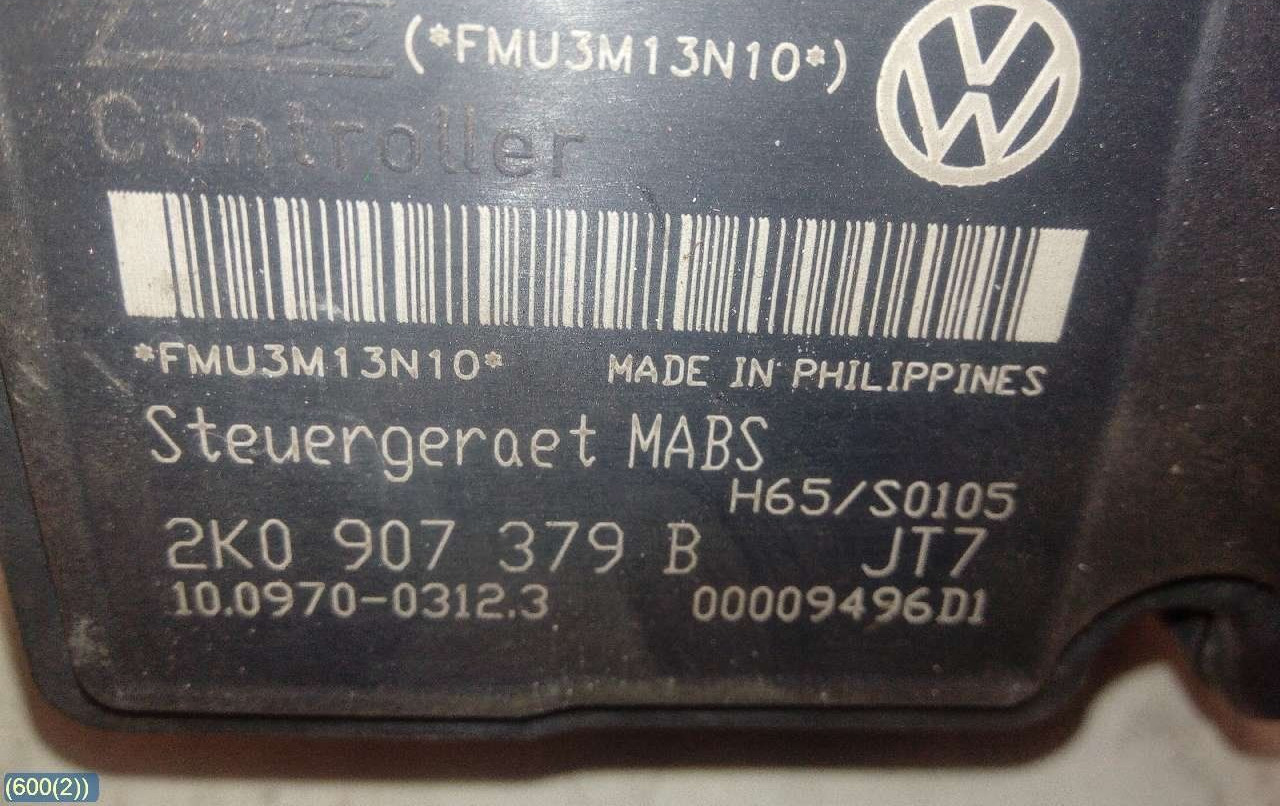 (*FMU3M13N10*)
Controller
*FMU3M13N10* MADE IN PHILIPPINES
Steuergeraet MABS
H65/S0105
2K0 907 379 B JT7
10.0970-0312.3 00009496D1
(600(2))